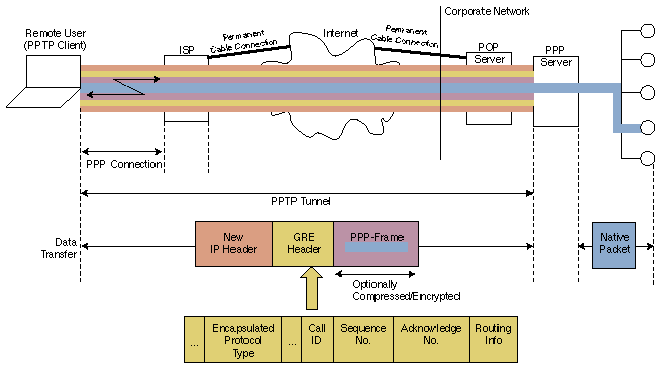 Corporate Network
Remote User
(PPTP Client)
ISP
Permanent
Cable Connection
Internet
Permanent
Cable Connection
POP
Server
PPP
Server
PPP Connection
PPTP Tunnel
Data
Transfer
New
IP Header
GRE
Header
PPP-Frame
Native
Packet
Optionally
Compressed/Encrypted
...
Encapsulated
Protocol
Type
...
Call
ID
Sequence
No.
Acknowledge
No.
Routing
Info